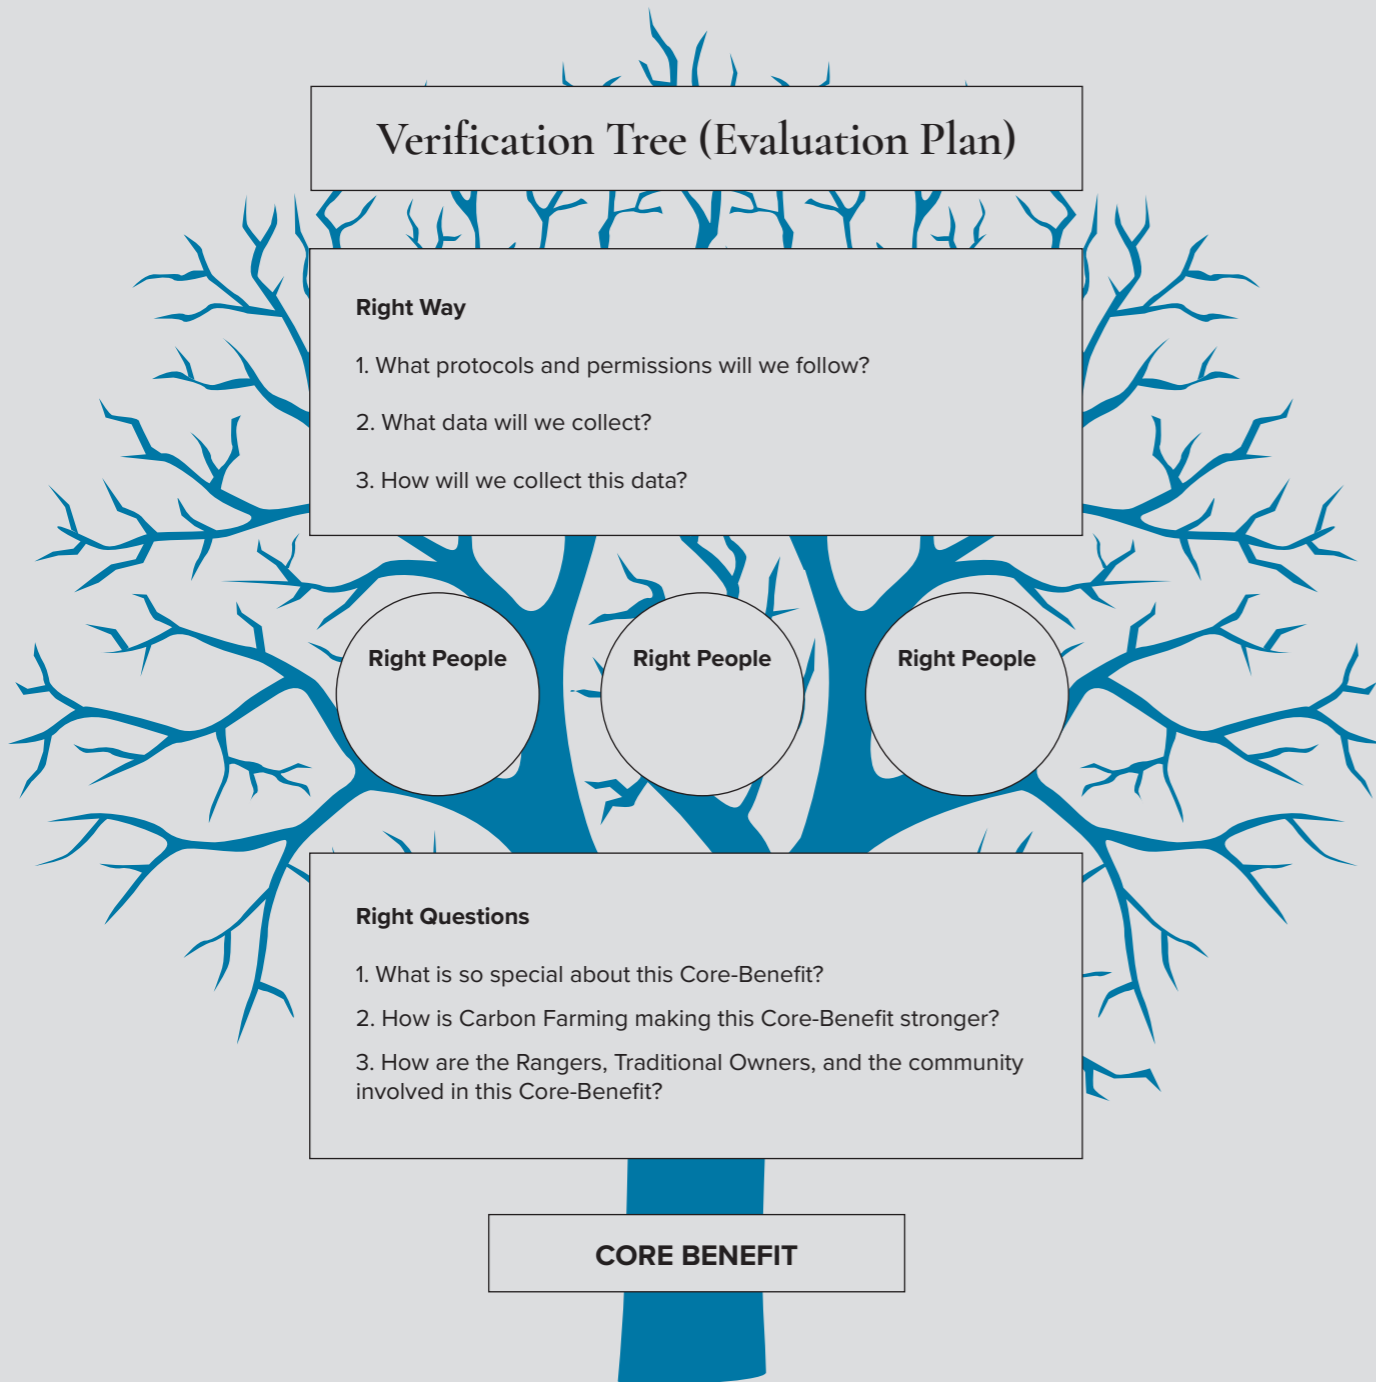 Verification Tree (Evaluation Plan)
Right Way
1. What protocols and permissions will we follow?
2. What data will we collect?
3. How will we collect this data?
Right People
Right People
Right People
Right Questions
1. What is so special about this Core-Benefit?
2. How is Carbon Farming making this Core-Benefit stronger?
3. How are the Rangers, Traditional Owners, and the community
involved in this Core-Benefit?
CORE BENEFIT